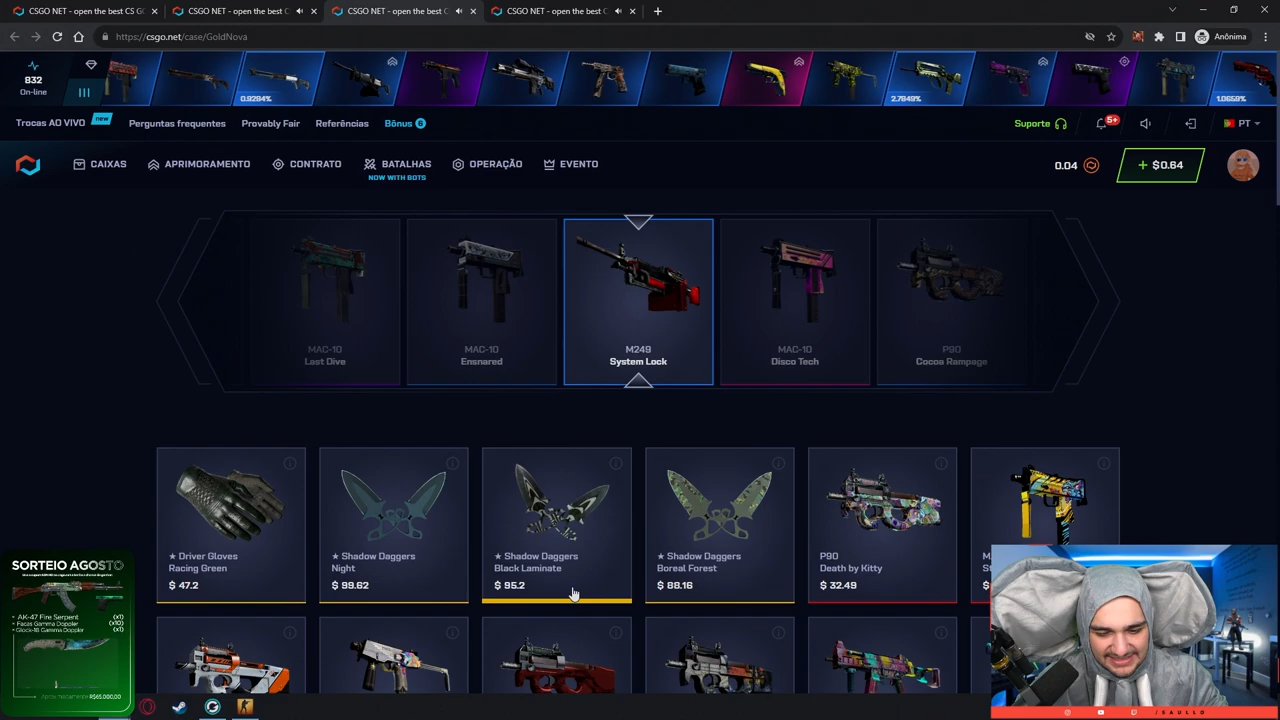 CSGO NET - open the best CS G
CSGO NET - open the best C
CSGO NET - open the best C
CSGO NET - open the best C
https://csgo.net/case/GoldNova
Anônima
832
On-line
0.9284%
2.7849%
1.0659%
Trocas AO VIVO
new
Perguntas frequentes
Provably Fair
Referências
Bônus 6
Suporte
5+
PT
CAIXAS
APRIMORAMENTO
CONTRATO
BATALHAS
NOW WITH BOTS
OPERAÇÃO
EVENTO
0.04
+ $0.64
MAC-10
Last Dive
MAC-10
Ensnared
M249
System Lock
MAC-10
Disco Tech
P90
Cocoa Rampage
★ Driver Gloves
Racing Green
$ 47.2
★ Shadow Daggers
Night
$ 99.62
★ Shadow Daggers
Black Laminate
$ 95.2
★ Shadow Daggers
Boreal Forest
$ 88.16
P90
Death by Kitty
$ 32.49
SORTEIO AGOSTO
- AK-47 Fire Serpent (x1)
- Facas Gamma Doppler (x10)
- Glock-18 Gamma Doppler (x1)
R$65.000,00
/SAULLO